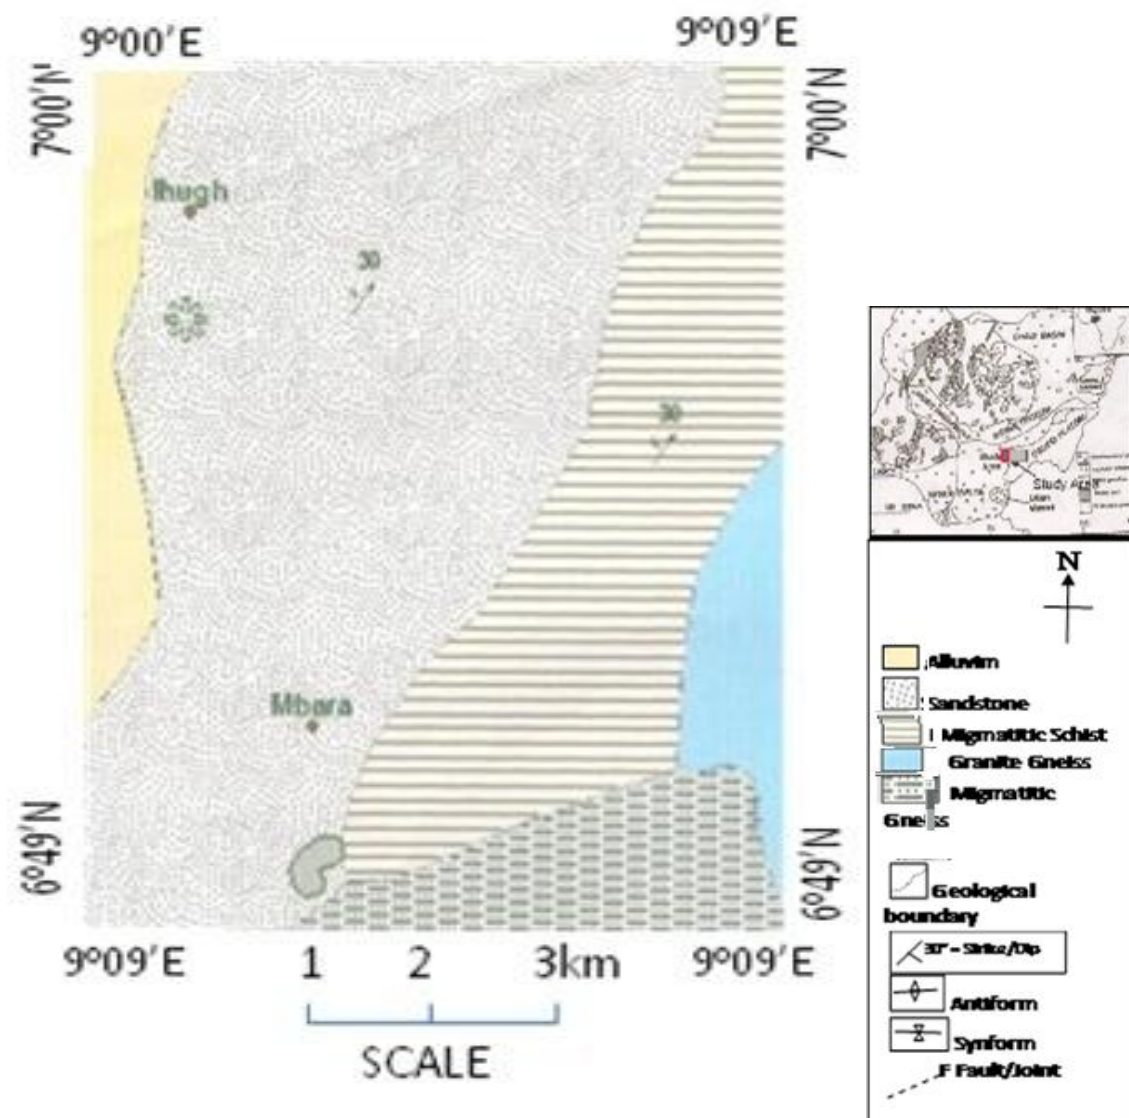 9°00'E
9°09'E
7°00'N
7°00'N
Ihugh
30
30
Mbara
6°49'N
6°49'N
9°09'E
9°09'E
1 2 3km
SCALE
CHAD BASIN
Study Area
N
Alluvim
Sandstone
Migmatitic Schist
Granite Gneiss
Migmatitic
Gneiss
Geological
boundary
30° - Strike/Dip
Antiform
Synform
F Fault/Joint